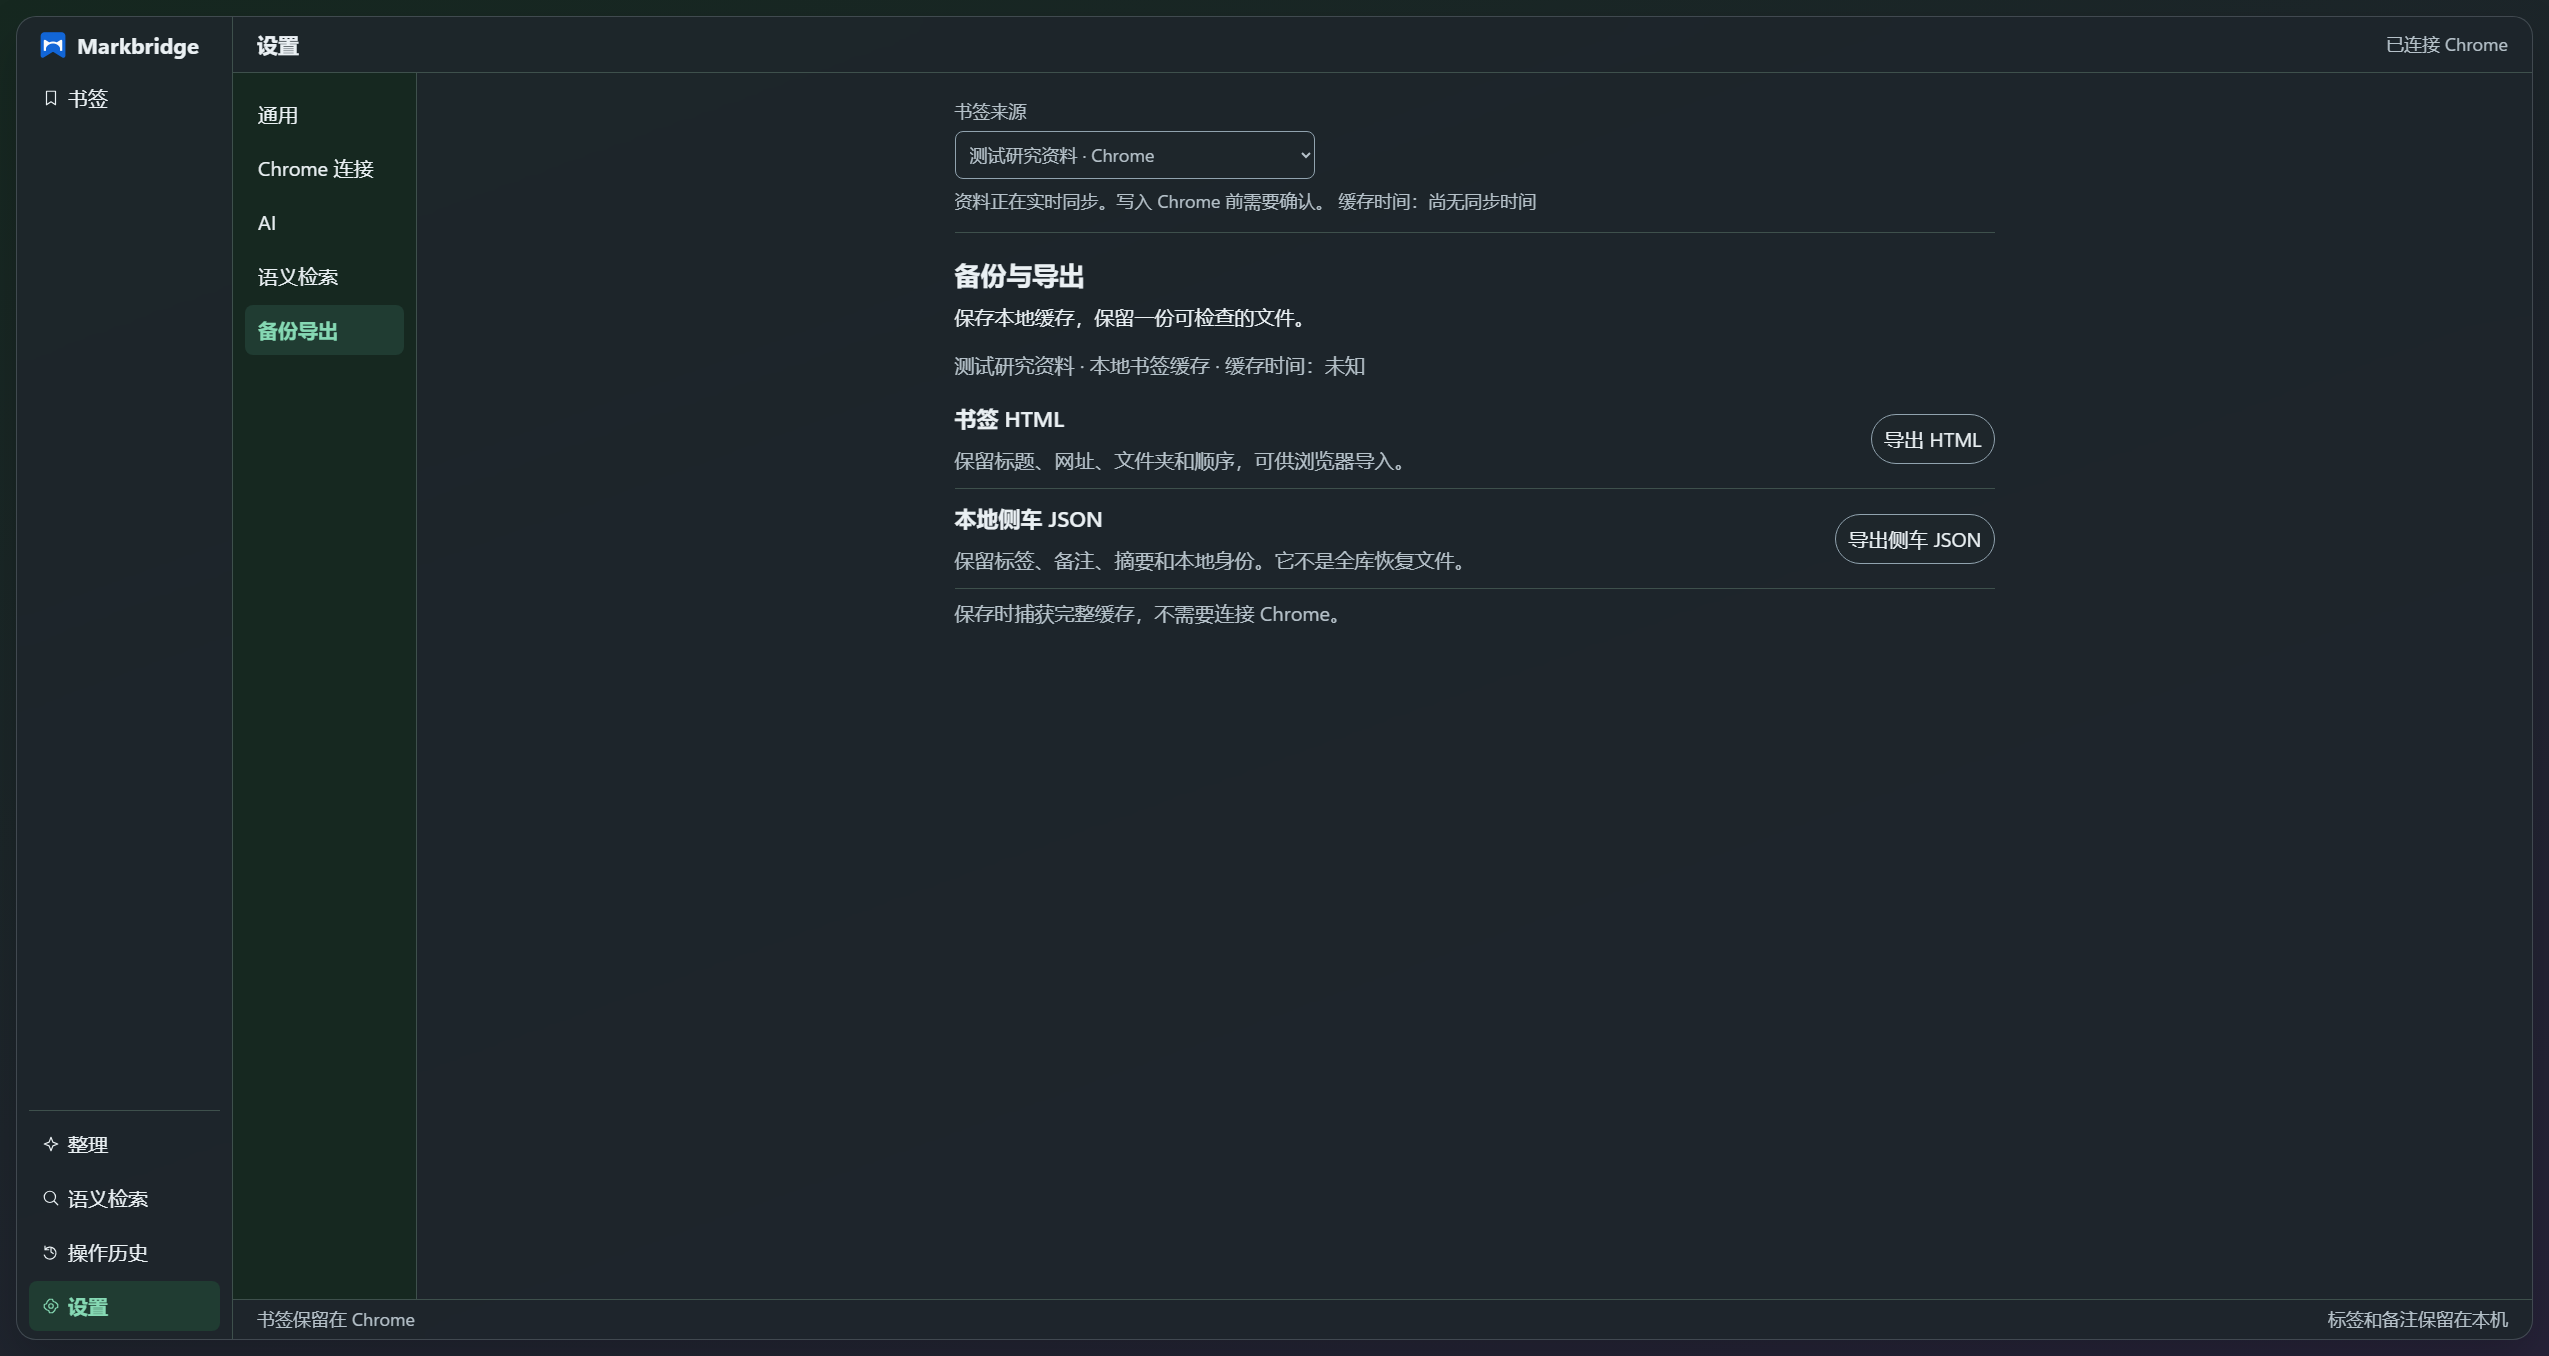 Markbridge
书签
整理
语义检索
操作历史
设置
设置
已连接 Chrome
通用
Chrome 连接
AI
语义检索
备份导出
书签来源
测试研究资料 · Chrome
资料正在实时同步。写入 Chrome 前需要确认。 缓存时间：尚无同步时间
备份与导出
保存本地缓存，保留一份可检查的文件。
测试研究资料 · 本地书签缓存 · 缓存时间：未知
书签 HTML
保留标题、网址、文件夹和顺序，可供浏览器导入。
导出 HTML
本地侧车 JSON
保留标签、备注、摘要和本地身份。它不是全库恢复文件。
导出侧车 JSON
保存时捕获完整缓存，不需要连接 Chrome。
书签保留在 Chrome
标签和备注保留在本机